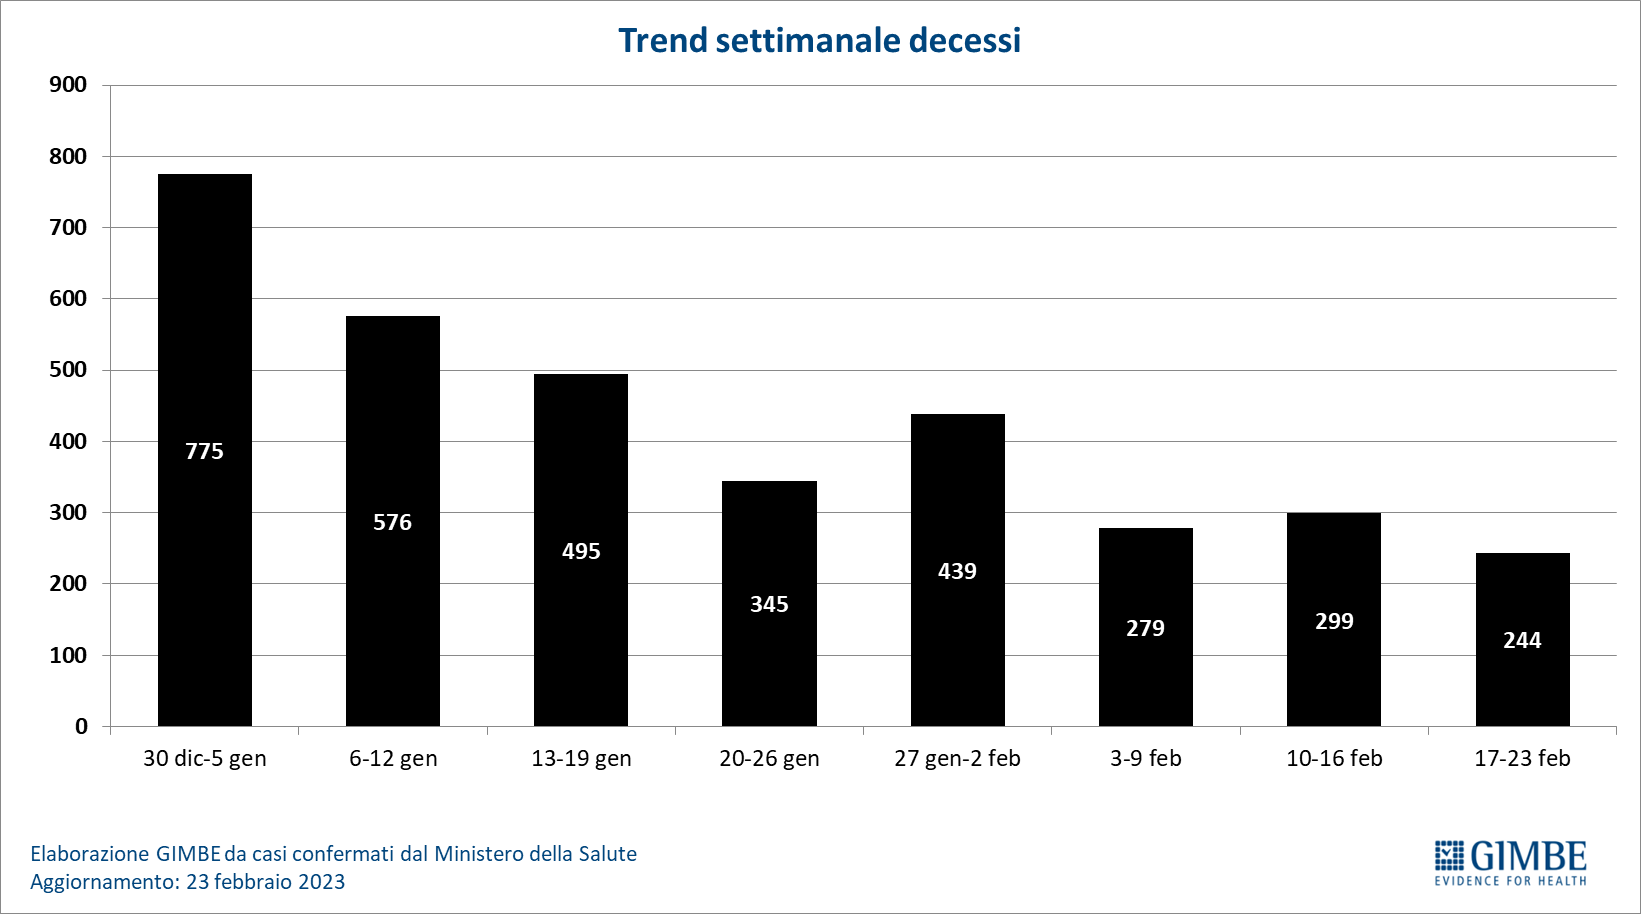 Trend settimanale decessi
900
800
700
600
500
400
300
200
100
0
775
576
495
345
439
279
299
244
30 dic-5 gen
6-12 gen
13-19 gen
20-26 gen
27 gen-2 feb
3-9 feb
10-16 feb
17-23 feb
Elaborazione GIMBE da casi confermati dal Ministero della Salute
Aggiornamento: 23 febbraio 2023
GIMBE
EVIDENCE FOR HEALTH